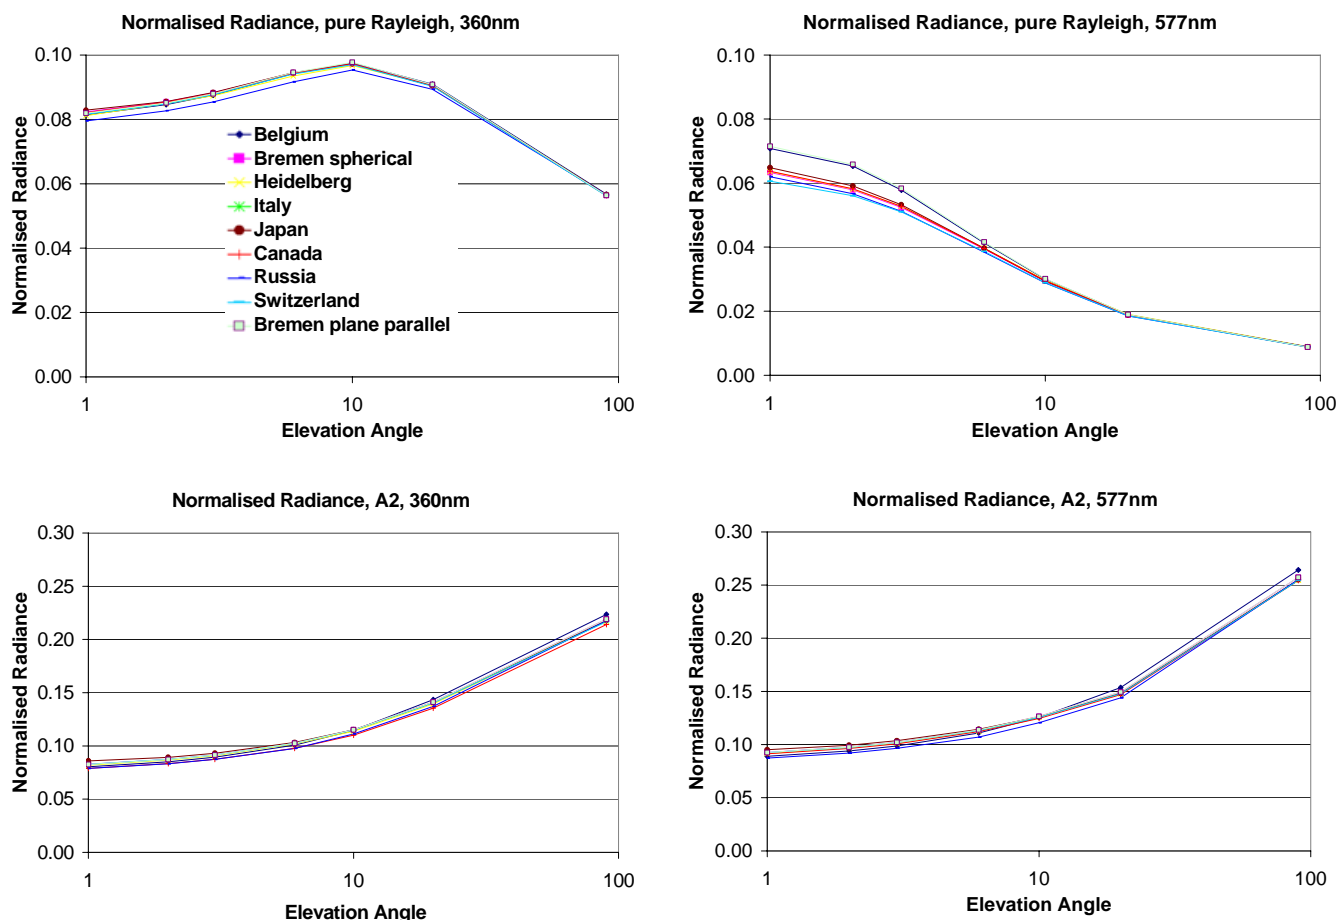 Normalised Radiance, pure Rayleigh, 360nm
Normalised Radiance
0.10
0.08
0.06
0.04
0.02
0.00
1
10
100
Elevation Angle
Belgium
Bremen spherical
Heidelberg
Italy
Japan
Canada
Russia
Switzerland
Bremen plane parallel
Normalised Radiance, pure Rayleigh, 577nm
Normalised Radiance
0.10
0.08
0.06
0.04
0.02
0.00
1
10
100
Elevation Angle
Normalised Radiance, A2, 360nm
Normalised Radiance
0.30
0.25
0.20
0.15
0.10
0.05
0.00
1
10
100
Elevation Angle
Normalised Radiance, A2, 577nm
Normalised Radiance
0.30
0.25
0.20
0.15
0.10
0.05
0.00
1
10
100
Elevation Angle